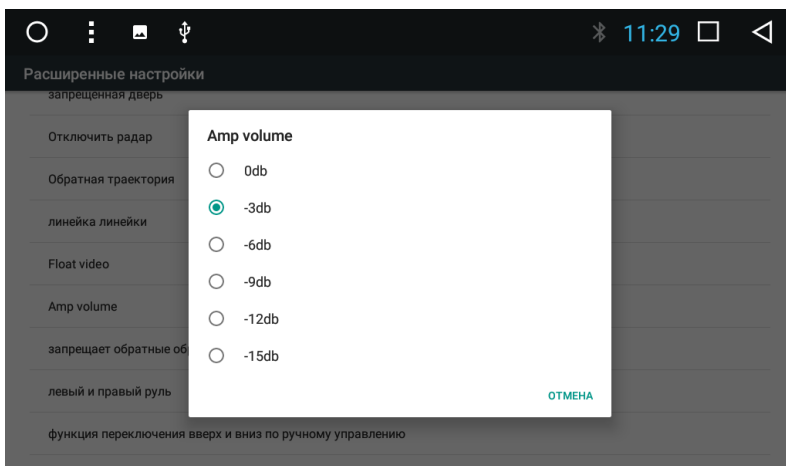 11:29
Расширенные настройки
запрещенная дверь
Отключить радар
Обратная траектория
линейка линейки
Float video
Amp volume
запрещает обратные
левый и правый руль
функция переключения вверх и вниз по ручному управлению
Amp volume
0db
-3db
-6db
-9db
-12db
-15db
ОТМЕНА